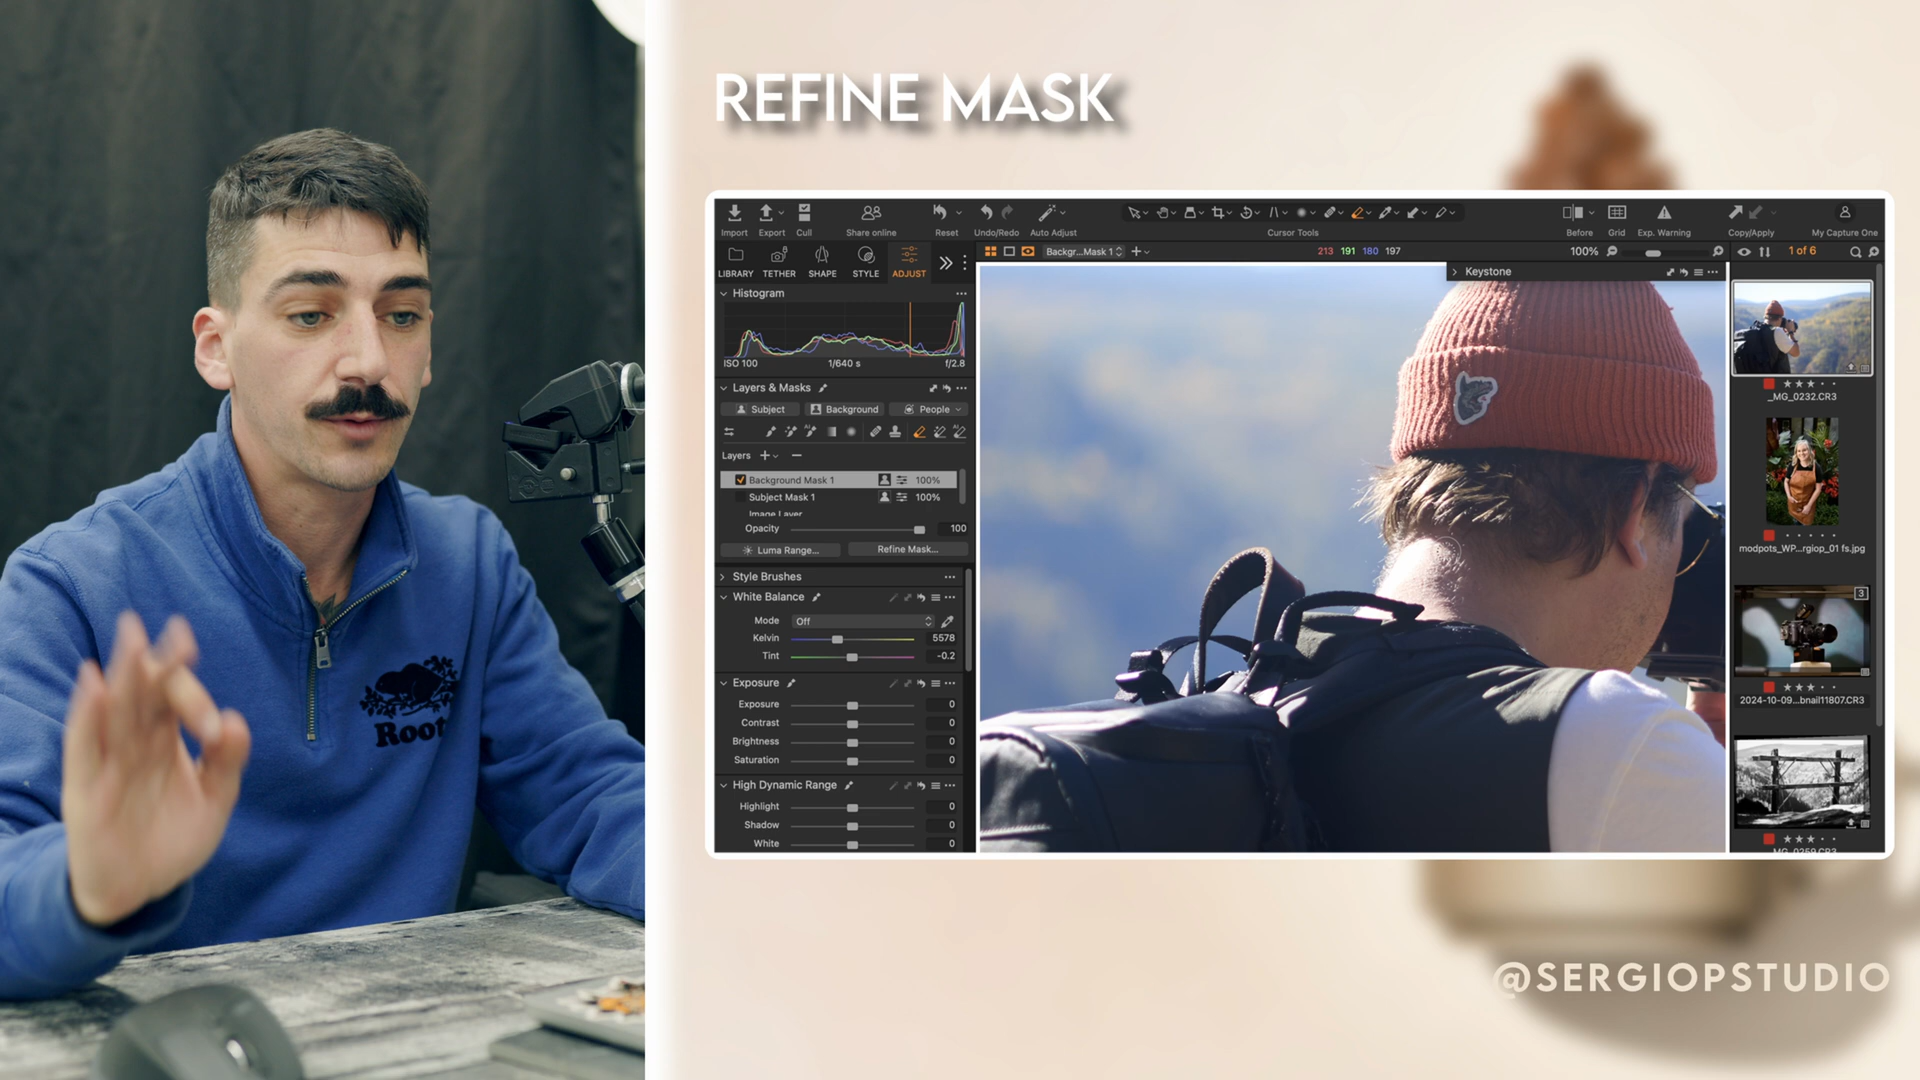 REFINE MASK
Import Export Cull Share online Reset Undo/Redo Auto Adjust Cursor Tools Before Grid Exp. Warning Copy/Apply My Capture One
Backgr...Mask 1 213 191 180 197 100% 1 of 6
LIBRARY TETHER SHAPE STYLE ADJUST
Keystone
Histogram
ISO 100 1/640 s f/2.8
Layers & Masks
Subject Background People
Layers
Background Mask 1 100%
Subject Mask 1 100%
Image Layer
Opacity 100
Luma Range... Refine Mask...
Style Brushes
White Balance
Mode Off
Kelvin 5578
Tint -0.2
Exposure
Exposure 0
Contrast 0
Brightness 0
Saturation 0
High Dynamic Range
Highlight 0
Shadow 0
White 0
_MG_0232.CR3
modpots_WP...rgiop_01 fs.jpg
3
2024-10-09...bnail11807.CR3
_MG_0259.CR3
Roots
@SERGIOPSTUDIO